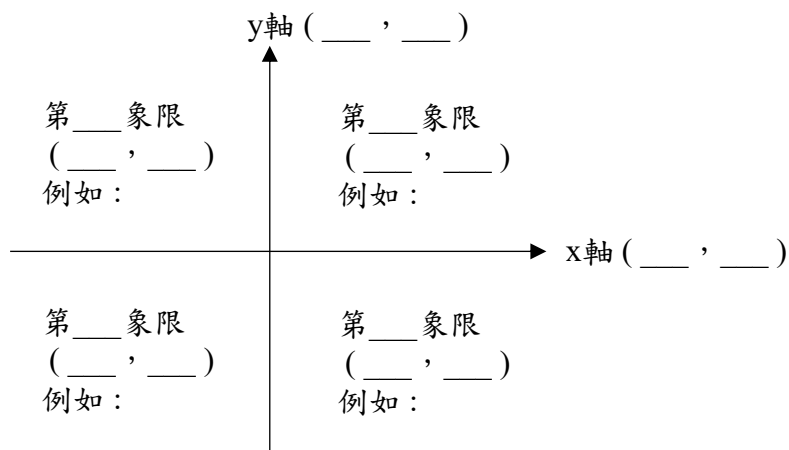 y軸 ( ___ , ___ )
第___象限
( ___ , ___ )
例如：
第___象限
( ___ , ___ )
例如：
x軸 ( ___ , ___ )
第___象限
( ___ , ___ )
例如：
第___象限
( ___ , ___ )
例如：